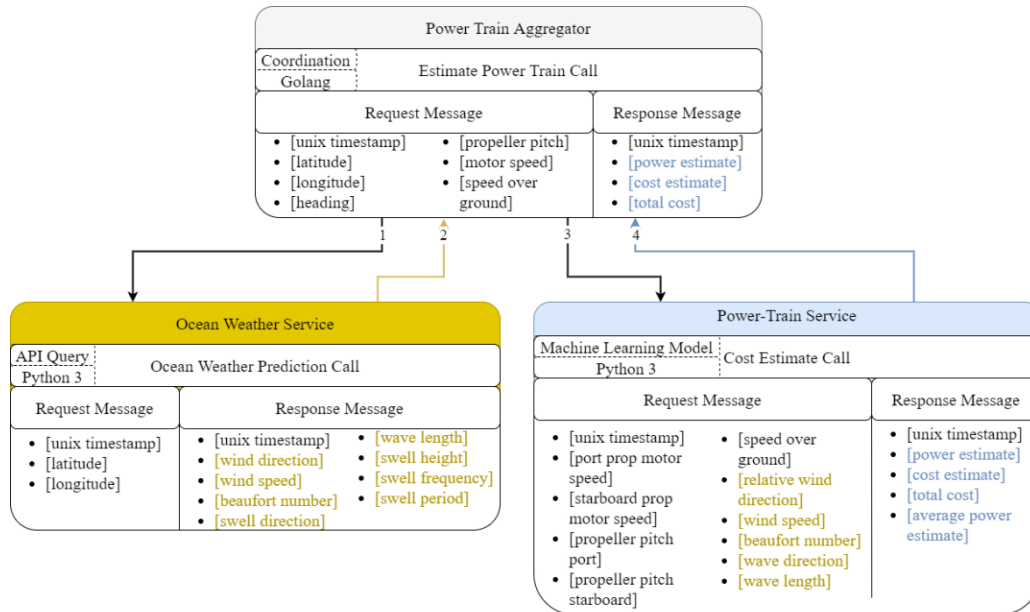 Power Train Aggregator
Coordination
Golang
Estimate Power Train Call
Request Message
Response Message
[unix timestamp]
[latitude]
[longitude]
[heading]
[propeller pitch]
[motor speed]
[speed over
ground]
[unix timestamp]
[power estimate]
[cost estimate]
[total cost]
1
2
3
4
Ocean Weather Service
API Query
Python 3
Ocean Weather Prediction Call
Request Message
Response Message
[unix timestamp]
[latitude]
[longitude]
[unix timestamp]
[wind direction]
[wind speed]
[beaufort number]
[swell direction]
[wave length]
[swell height]
[swell frequency]
[swell period]
Power-Train Service
Machine Learning Model
Python 3
Cost Estimate Call
Request Message
Response Message
[unix timestamp]
[port prop motor
speed]
[starboard prop
motor speed]
[propeller pitch
port]
[propeller pitch
starboard]
[speed over
ground]
[relative wind
direction]
[wind speed]
[beaufort number]
[wave direction]
[wave length]
[unix timestamp]
[power estimate]
[cost estimate]
[total cost]
[average power
estimate]